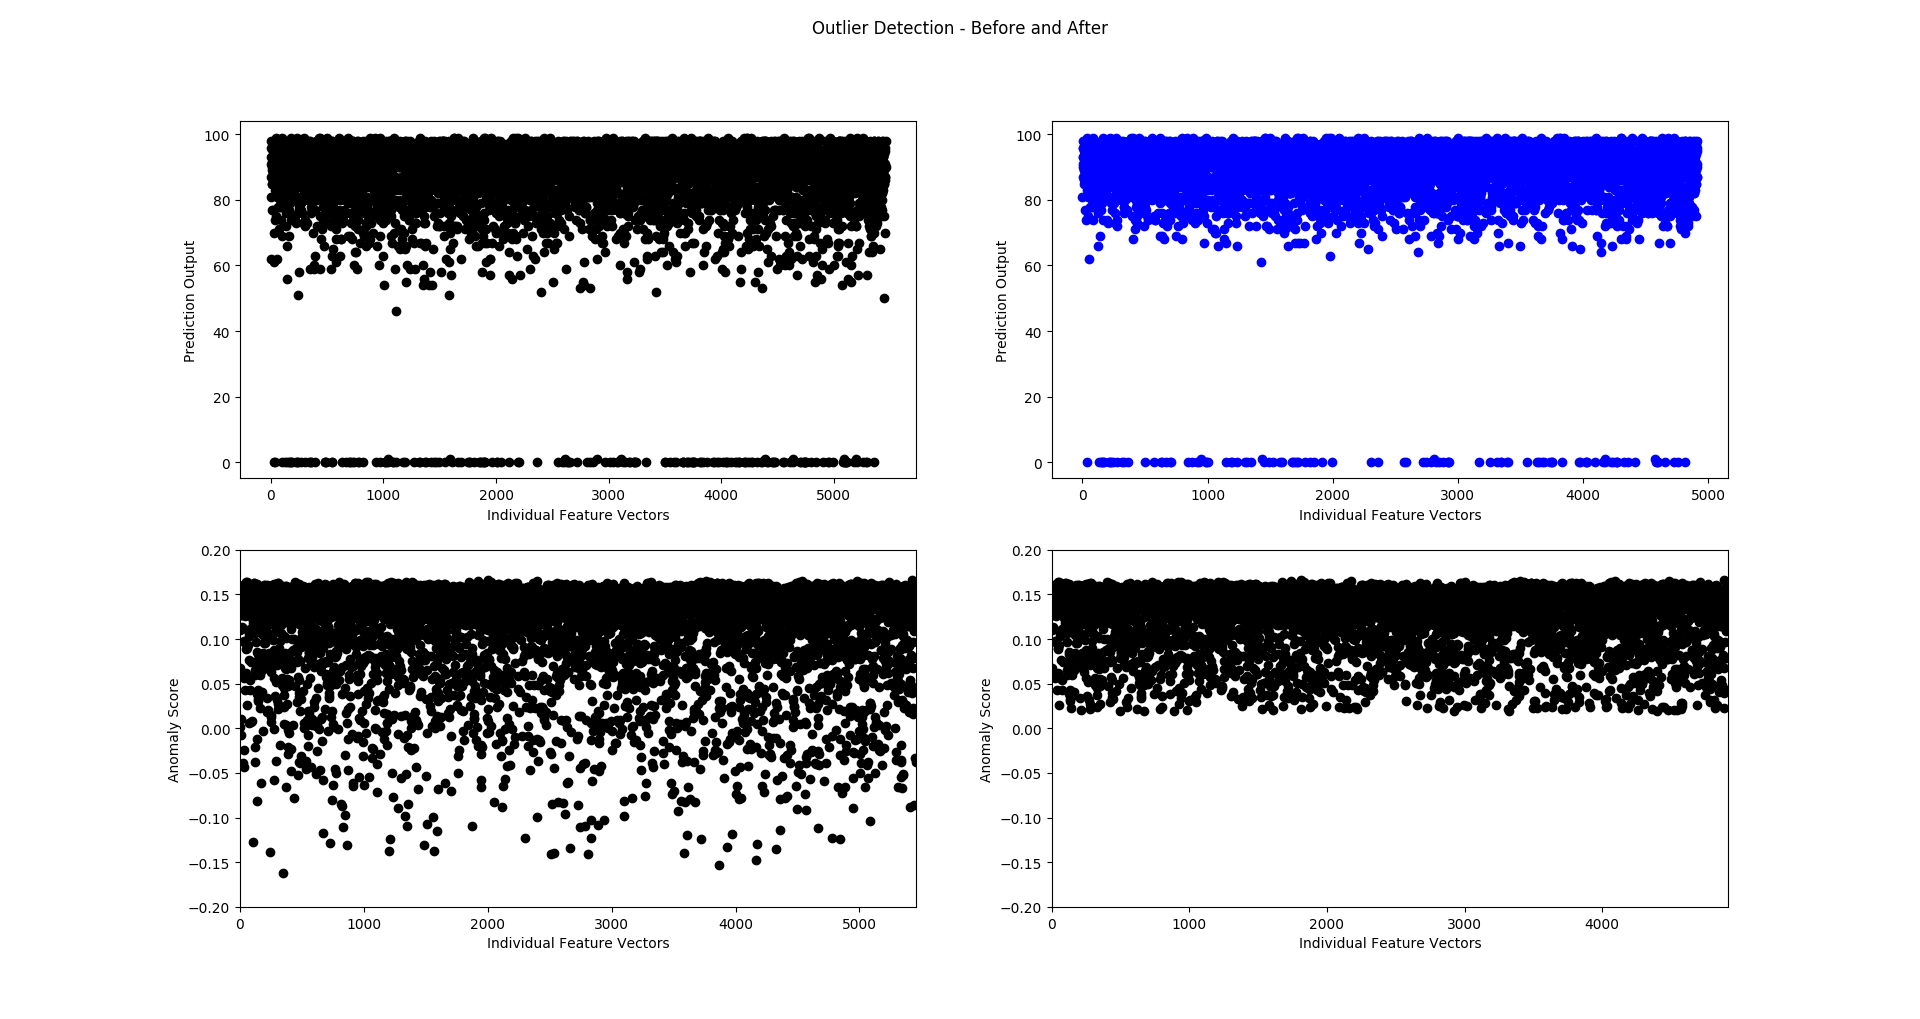 Outlier Detection - Before and After
100
80
60
40
20
0
Prediction Output
0 1000 2000 3000 4000 5000
Individual Feature Vectors
100
80
60
40
20
0
Prediction Output
0 1000 2000 3000 4000 5000
Individual Feature Vectors
0.20
0.15
0.10
0.05
0.00
−0.05
−0.10
−0.15
−0.20
Anomaly Score
0 1000 2000 3000 4000 5000
Individual Feature Vectors
0.20
0.15
0.10
0.05
0.00
−0.05
−0.10
−0.15
−0.20
Anomaly Score
0 1000 2000 3000 4000
Individual Feature Vectors